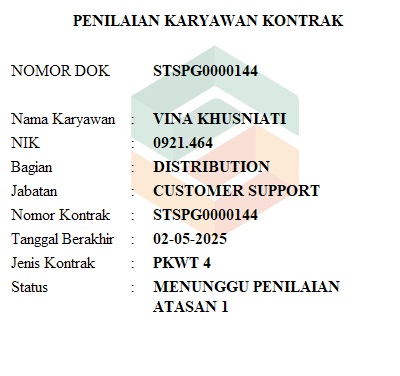 PENILAIAN KARYAWAN KONTRAK
NOMOR DOK STSPG0000144
Nama Karyawan : VINA KHUSNIATI
NIK : 0921.464
Bagian : DISTRIBUTION
Jabatan : CUSTOMER SUPPORT
Nomor Kontrak : STSPG0000144
Tanggal Berakhir : 02-05-2025
Jenis Kontrak : PKWT 4
Status : MENUNGGU PENILAIAN
ATASAN 1